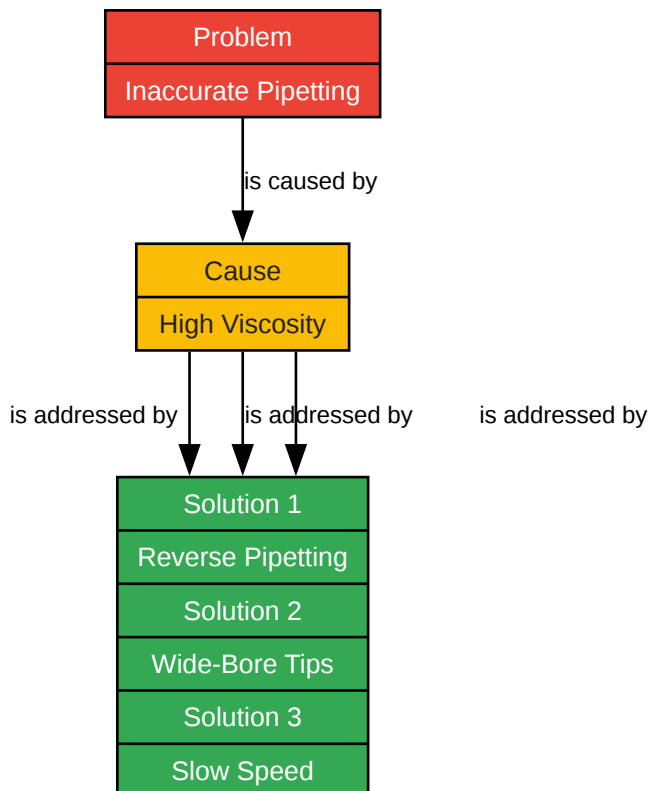 Problem
Inaccurate Pipetting
is caused by
Cause
High Viscosity
is addressed by
is addressed by
is addressed by
Solution 1
Reverse Pipetting
Solution 2
Wide-Bore Tips
Solution 3
Slow Speed